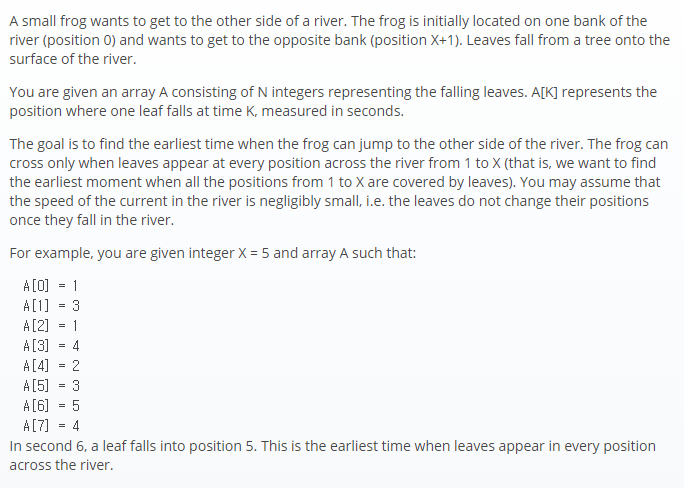 A small frog wants to get to the other side of a river. The frog is initially located on one bank of the
river (position 0) and wants to get to the opposite bank (position X+1). Leaves fall from a tree onto the
surface of the river.
You are given an array A consisting of N integers representing the falling leaves. A[K] represents the
position where one leaf falls at time K, measured in seconds.
The goal is to find the earliest time when the frog can jump to the other side of the river. The frog can
cross only when leaves appear at every position across the river from 1 to X (that is, we want to find
the earliest moment when all the positions from 1 to X are covered by leaves). You may assume that
the speed of the current in the river is negligibly small, i.e. the leaves do not change their positions
once they fall in the river.
For example, you are given integer X = 5 and array A such that:
A[0] = 1
A[1] = 3
A[2] = 1
A[3] = 4
A[4] = 2
A[5] = 3
A[6] = 5
A[7] = 4
In second 6, a leaf falls into position 5. This is the earliest time when leaves appear in every position
across the river.